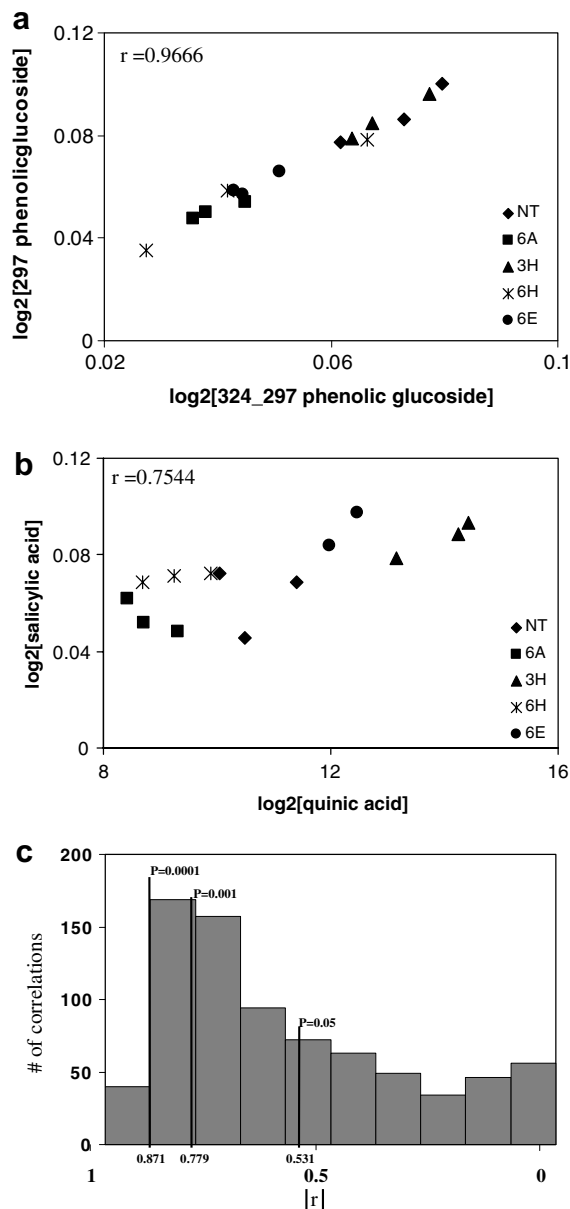 a
0.12
r =0.9666
0.08
0.04
0
log2[297 phenolicglucoside]
NT
6A
3H
6H
6E
0.02
0.06
0.1
log2[324_297 phenolic glucoside]
b
0.12
r =0.7544
0.08
0.04
0
log2[salicylic acid]
NT
6A
3H
6H
6E
8
12
16
log2[quinic acid]
c
200
P=0.0001
P=0.001
150
100
P=0.05
50
0
# of correlations
0.871
0.779
0.531
1
0.5
0
|r|